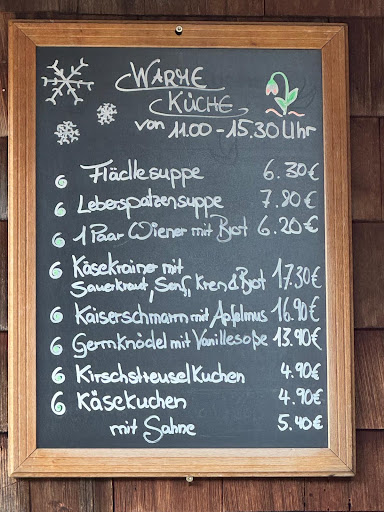 WARME
KÜCHE
von 11.00 - 15.30 Uhr
Flädlesuppe 6.30€
Leberspatzensuppe 7.80€
1 Paar Wiener mit Brot 6.20€
Käsekrainer mit
Sauerkraut, Senf, Kren & Brot 17.30€
Kaiserschmarrn mit Apfelmus 16.90€
Germknödel mit Vanillesoße 13.90€
Kirschstreuselkuchen 4.90€
Käsekuchen 4.90€
mit Sahne 5.40€